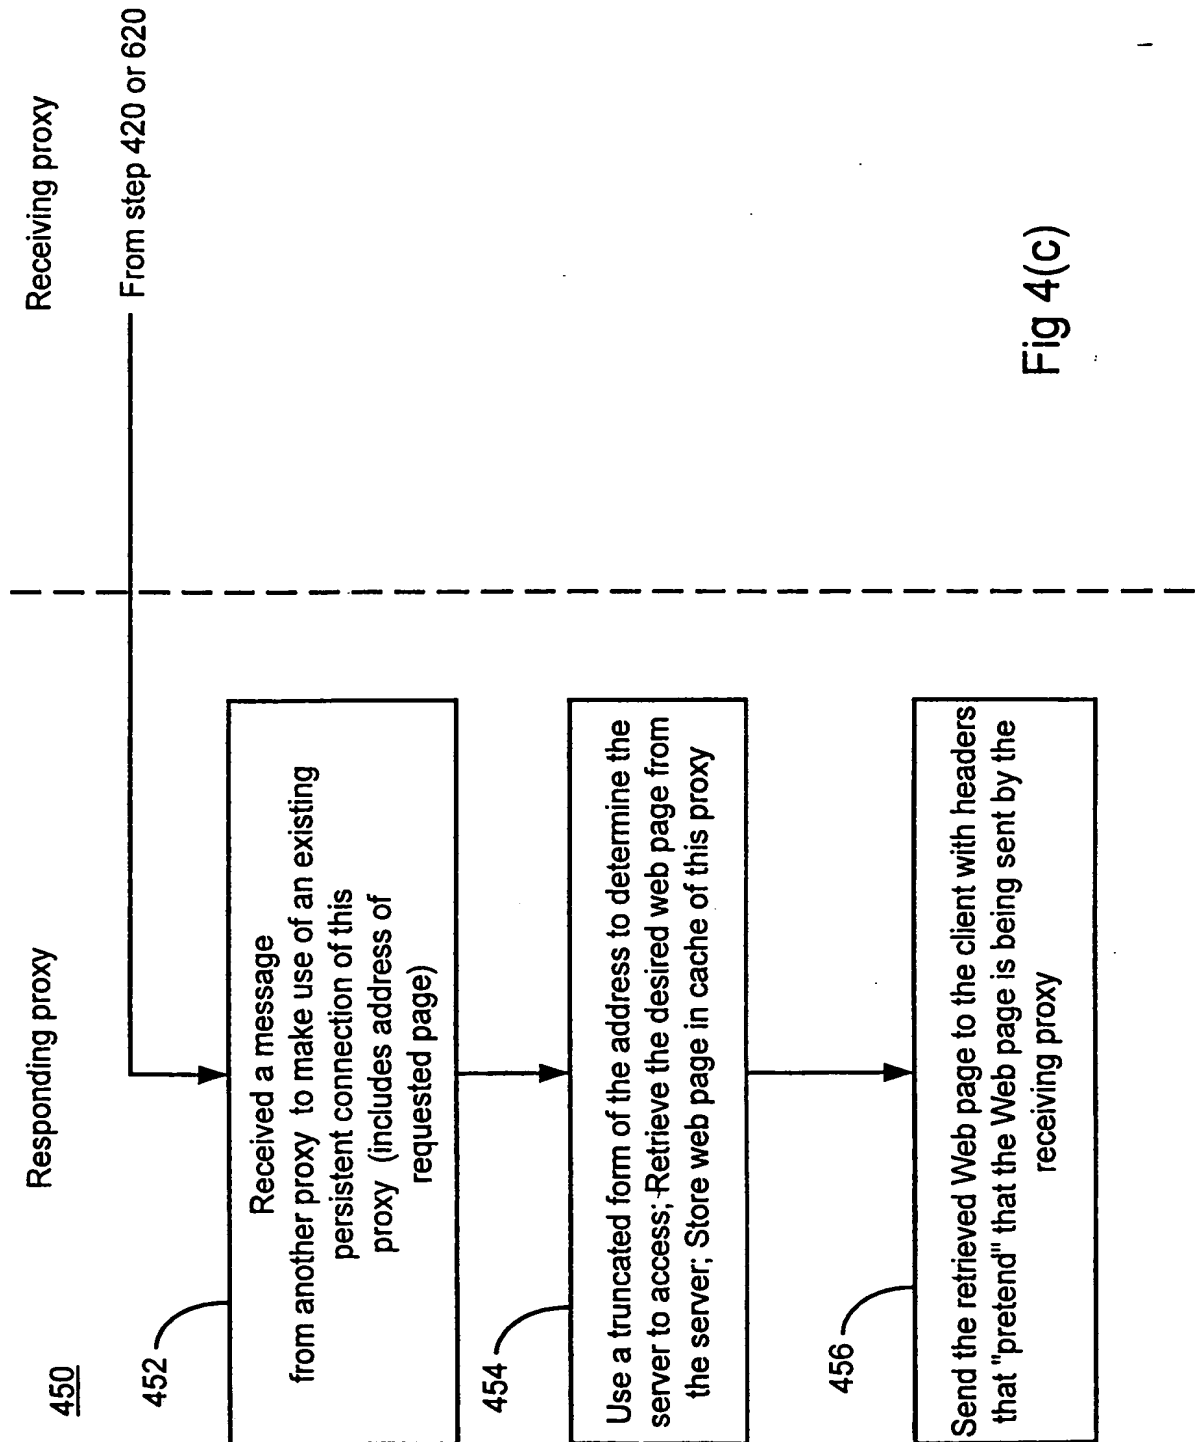 450
Responding proxy
Receiving proxy
From step 420 or 620
452
Received a message
from another proxy to make use of an existing
persistent connection of this
proxy (includes address of
requested page)
454
Use a truncated form of the address to determine the
server to access; Retrieve the desired web page from
the server; Store web page in cache of this proxy
456
Send the retrieved Web page to the client with headers
that "pretend" that the Web page is being sent by the
receiving proxy
Fig 4(c)